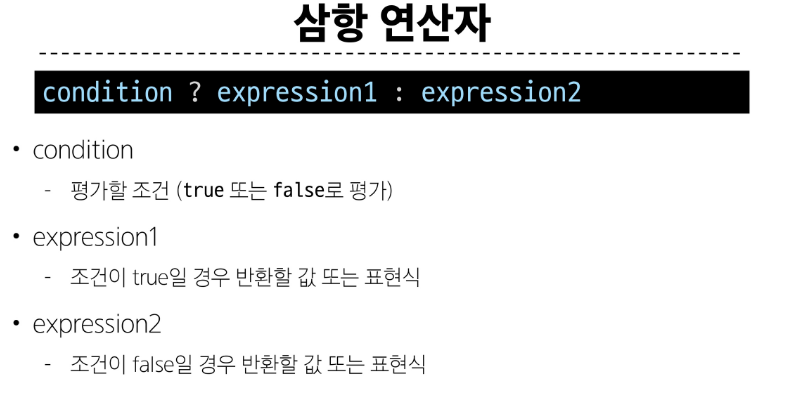 삼항 연산자
condition ? expression1 : expression2
• condition
- 평가할 조건 (true 또는 false로 평가)
• expression1
- 조건이 true일 경우 반환할 값 또는 표현식
• expression2
- 조건이 false일 경우 반환할 값 또는 표현식